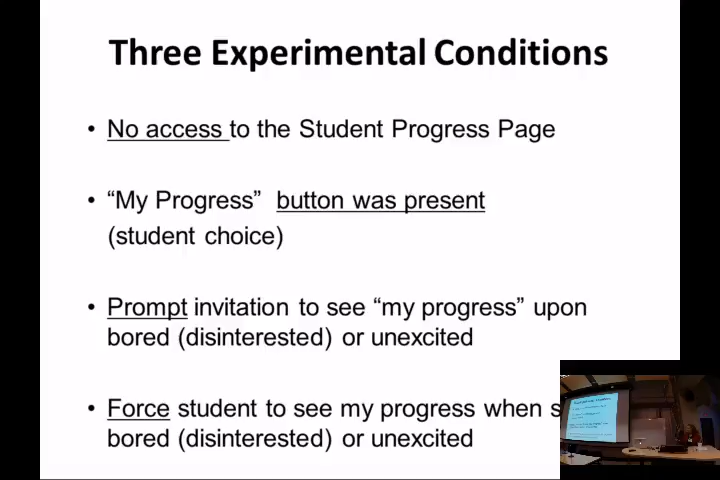 Three Experimental Conditions
• No access to the Student Progress Page
• “My Progress” button was present
(student choice)
• Prompt invitation to see “my progress” upon
bored (disinterested) or unexcited
• Force student to see my progress when
bored (disinterested) or unexcited